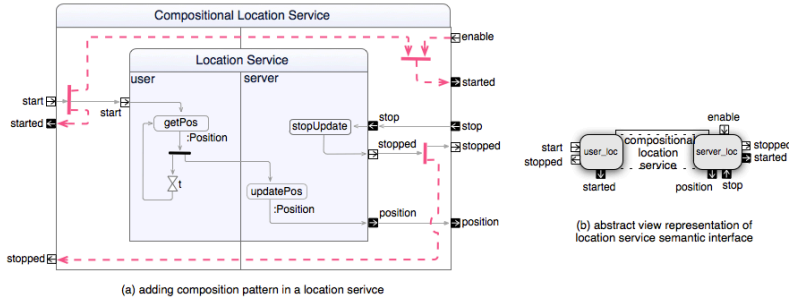 Compositional Location Service
enable
Location Service
user
server
started
start
start
started
getPos
:Position
stopUpdate
stop
stop
stopped
stopped
t
updatePos
:Position
position
position
stopped
(a) adding composition pattern in a location serivce
enable
start
stopped
user_loc
compositional
location
service
server_loc
stopped
started
started
position
stop
(b) abstract view representation of
location service semantic interface